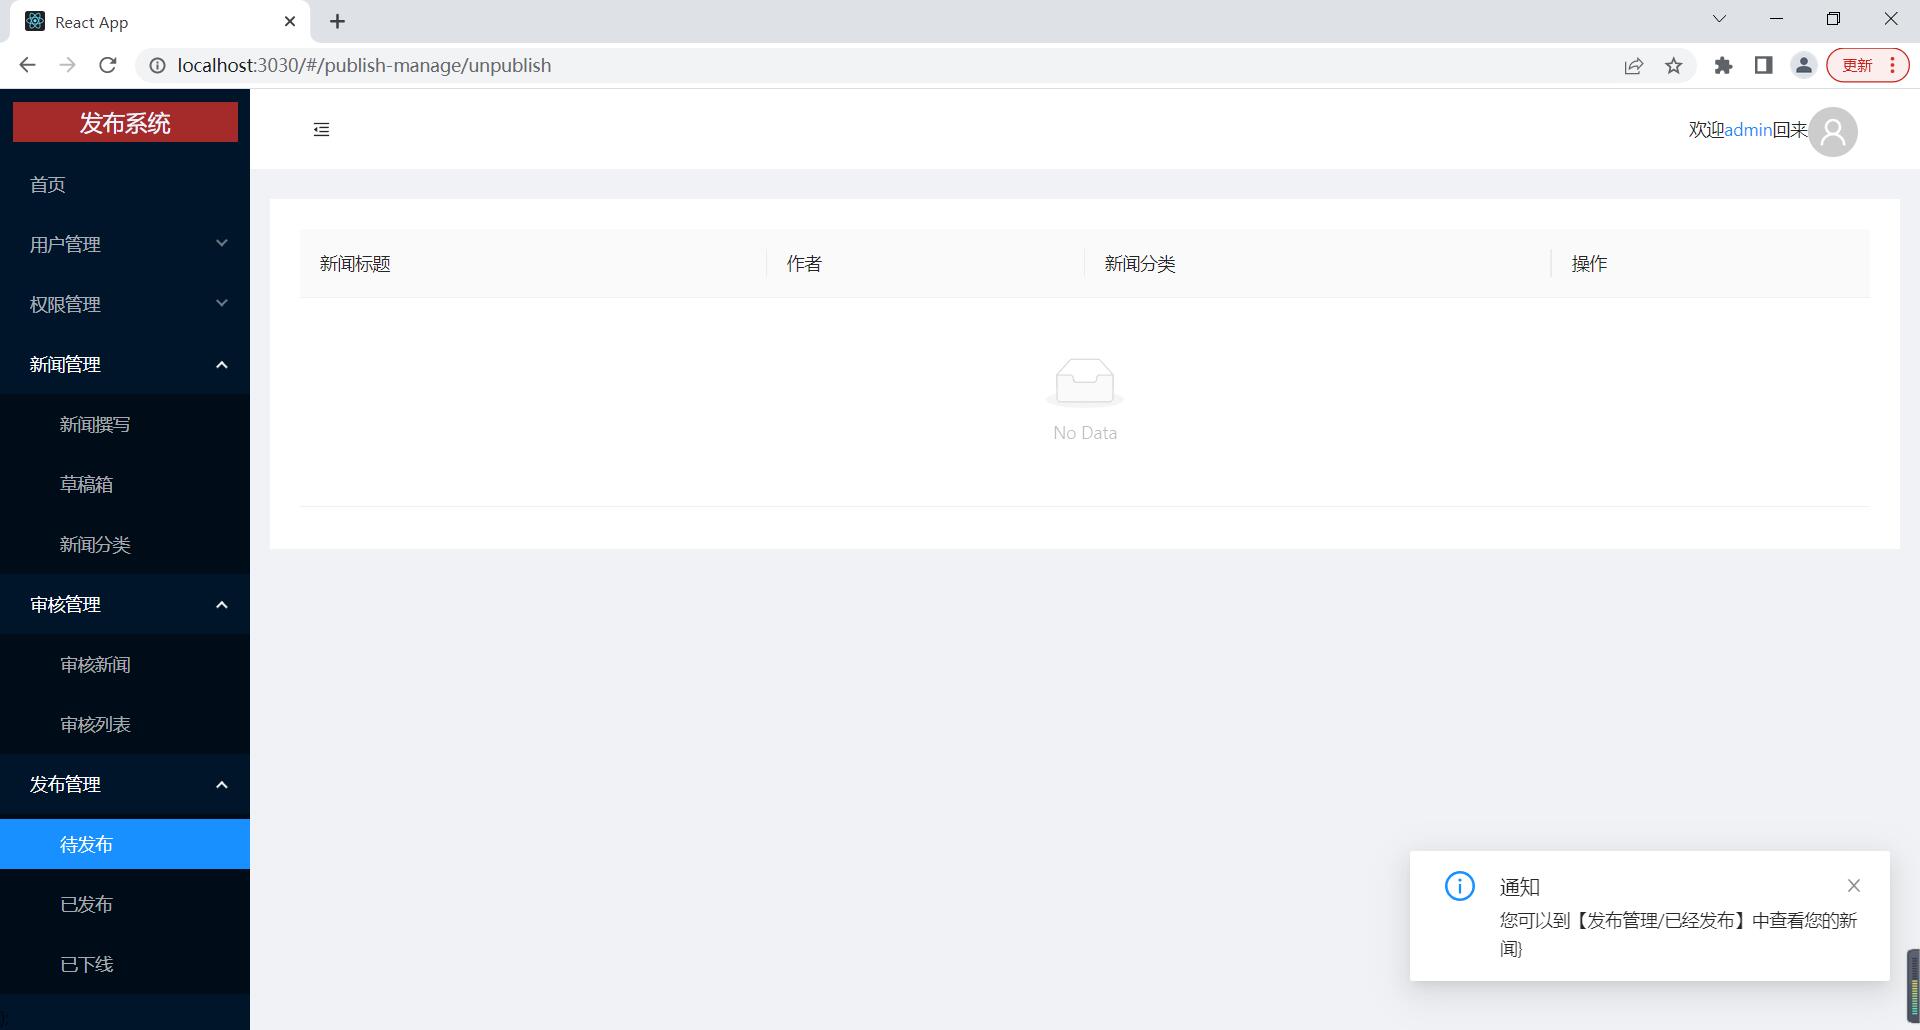 React App
localhost:3030/#/publish-manage/unpublish
更新
发布系统
欢迎admin回来
首页
用户管理
权限管理
新闻管理
新闻撰写
草稿箱
新闻分类
审核管理
审核新闻
审核列表
发布管理
待发布
已发布
已下线
新闻标题 作者 新闻分类 操作
No Data
通知
您可以到【发布管理/已经发布】中查看您的新
闻}